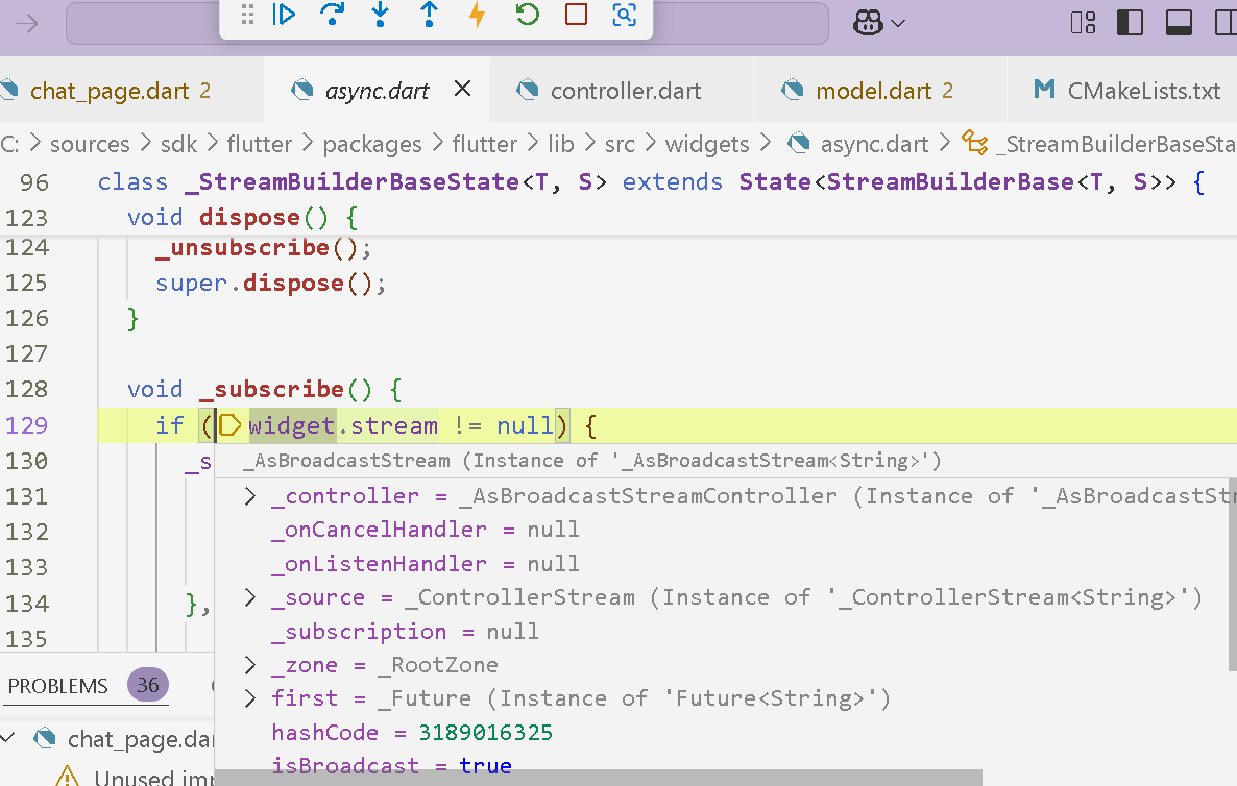 chat_page.dart 2 async.dart controller.dart model.dart 2 CMakeLists.txt
C: > sources > sdk > flutter > packages > flutter > lib > src > widgets > async.dart > _StreamBuilderBaseSta
96 class _StreamBuilderBaseState<T, S> extends State<StreamBuilderBase<T, S>> {
123 void dispose() {
124 _unsubscribe();
125 super.dispose();
126 }
127
128 void _subscribe() {
129 if (widget.stream != null) {
130 _s
_AsBroadcastStream (Instance of '_AsBroadcastStream<String>')
131
> _controller = _AsBroadcastStreamController (Instance of '_AsBroadcastStr
132
_onCancelHandler = null
133
_onListenHandler = null
134 },
> _source = _ControllerStream (Instance of '_ControllerStream<String>')
135
_subscription = null
> _zone = _RootZone
> first = _Future (Instance of 'Future<String>')
hashCode = 3189016325
isBroadcast = true
PROBLEMS 36
chat_page.dar
Unused imp